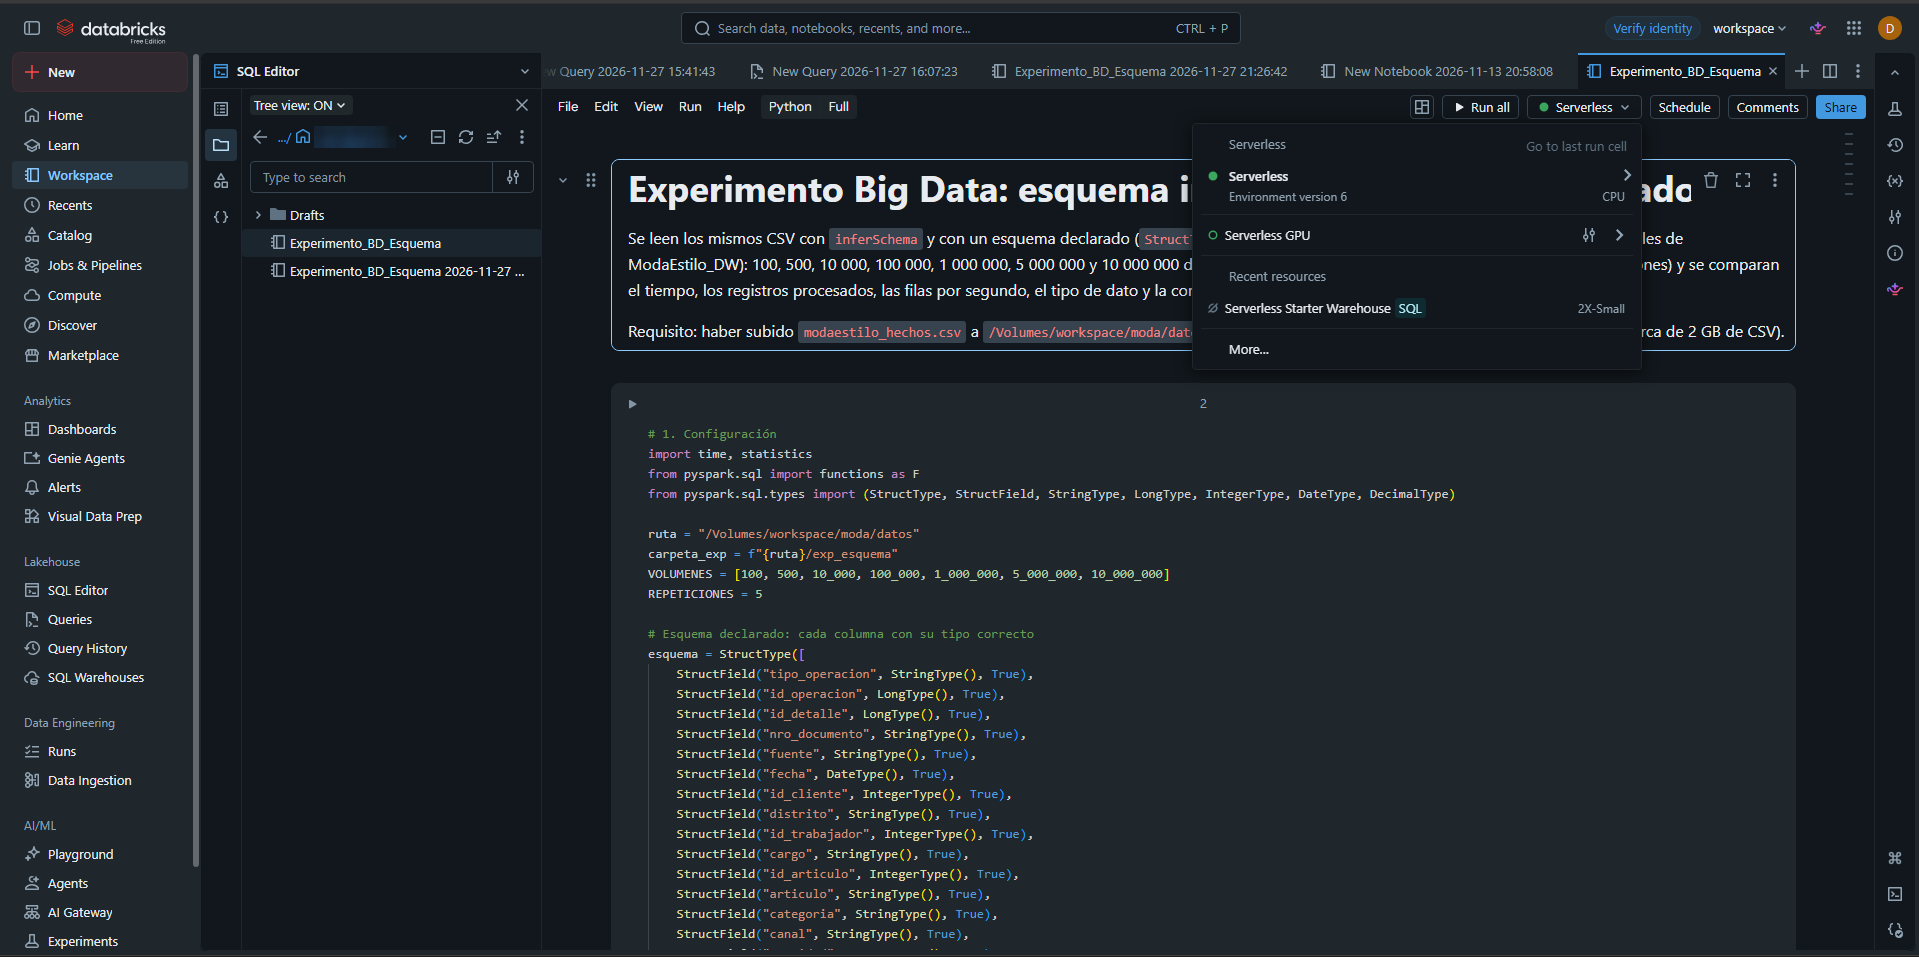 databricks
Free Edition
Search data, notebooks, recents, and more...
CTRL + P
Verify identity
workspace
D
New
Home
Learn
Workspace
Recents
Catalog
Jobs & Pipelines
Compute
Discover
Marketplace
Analytics
Dashboards
Genie Agents
Alerts
Visual Data Prep
Lakehouse
SQL Editor
Queries
Query History
SQL Warehouses
Data Engineering
Runs
Data Ingestion
AI/ML
Playground
Agents
AI Gateway
Experiments
SQL Editor
Tree view: ON
.../
Type to search
Drafts
Experimento_BD_Esquema
Experimento_BD_Esquema 2026-11-27 ...
Query 2026-11-27 15:41:43
New Query 2026-11-27 16:07:23
Experimento_BD_Esquema 2026-11-27 21:26:42
New Notebook 2026-11-13 20:58:08
Experimento_BD_Esquema
File Edit View Run Help Python Full
Run all
Serverless
Schedule
Comments
Share
Serverless
Go to last run cell
Serverless
Environment version 6
CPU
Serverless GPU
Recent resources
Serverless Starter Warehouse SQL
2X-Small
More...
Experimento Big Data: esquema
Se leen los mismos CSV con inferSchema y con un esquema declarado (
les de
ModaEstilo_DW): 100, 500, 10 000, 100 000, 1 000 000, 5 000 000 y 10 000 000 d
nes) y se comparan
el tiempo, los registros procesados, las filas por segundo, el tipo de dato y la
Requisito: haber subido modaestilo_hechos.csv a /Volumes/workspace/moda/dat
rca de 2 GB de CSV).
2
# 1. Configuración
import time, statistics
from pyspark.sql import functions as F
from pyspark.sql.types import (StructType, StructField, StringType, LongType, IntegerType, DateType, DecimalType)
ruta = "/Volumes/workspace/moda/datos"
carpeta_exp = f"{ruta}/exp_esquema"
VOLUMENES = [100, 500, 10_000, 100_000, 1_000_000, 5_000_000, 10_000_000]
REPETICIONES = 5
# Esquema declarado: cada columna con su tipo correcto
esquema = StructType([
StructField("tipo_operacion", StringType(), True),
StructField("id_operacion", LongType(), True),
StructField("id_detalle", LongType(), True),
StructField("nro_documento", StringType(), True),
StructField("fuente", StringType(), True),
StructField("fecha", DateType(), True),
StructField("id_cliente", IntegerType(), True),
StructField("distrito", StringType(), True),
StructField("id_trabajador", IntegerType(), True),
StructField("cargo", StringType(), True),
StructField("id_articulo", IntegerType(), True),
StructField("articulo", StringType(), True),
StructField("categoria", StringType(), True),
StructField("canal", StringType(), True),